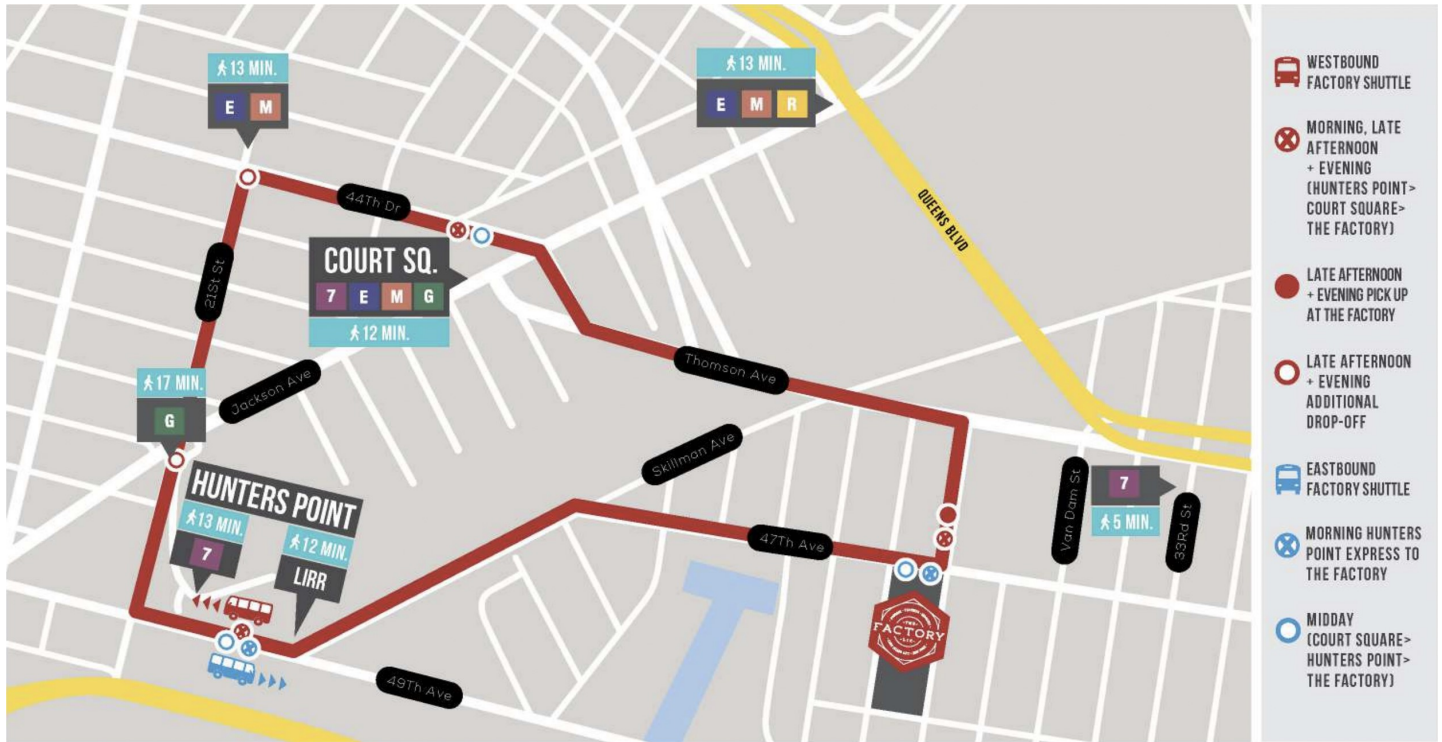 13 MIN.
E M
13 MIN.
E M R
44Th Dr
21St St
COURT SQ.
7 E M G
12 MIN.
QUEENS BLVD
Thomson Ave
17 MIN.
G
Jackson Ave
Skillman Ave
HUNTERS POINT
13 MIN.
7
12 MIN.
LIRR
47Th Ave
Van Dam St
7
5 MIN.
33Rd St
FACTORY
49Th Ave
WESTBOUND
FACTORY SHUTTLE
MORNING, LATE
AFTERNOON
+ EVENING
(HUNTERS POINT>
COURT SQUARE>
THE FACTORY)
LATE AFTERNOON
+ EVENING PICK UP
AT THE FACTORY
LATE AFTERNOON
+ EVENING
ADDITIONAL
DROP-OFF
EASTBOUND
FACTORY SHUTTLE
MORNING HUNTERS
POINT EXPRESS TO
THE FACTORY
MIDDAY
(COURT SQUARE>
HUNTERS POINT>
THE FACTORY)